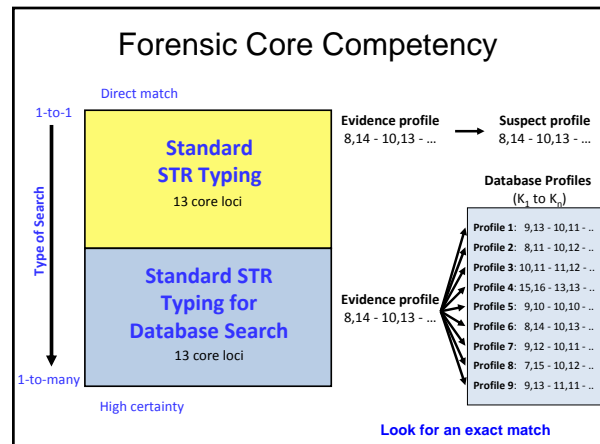 Forensic Core Competency
Direct match
1-to-1
Type of Search
1-to-many
High certainty
Standard
STR Typing
13 core loci
Standard STR
Typing for
Database Search
13 core loci
Evidence profile
8,14 - 10,13 - ...
Suspect profile
8,14 - 10,13 - ...
Evidence profile
8,14 - 10,13 - ...
Database Profiles
(K1 to Kn)
Profile 1: 9,13 - 10,11 - ..
Profile 2: 8,11 - 10,12 - ..
Profile 3: 10,11 - 11,12 - ..
Profile 4: 15,16 - 13,13 - ..
Profile 5: 9,10 - 10,10 - ..
Profile 6: 8,14 - 10,13 - ..
Profile 7: 9,12 - 10,11 - ..
Profile 8: 7,15 - 10,12 - ..
Profile 9: 9,13 - 11,11 - ..
Look for an exact match